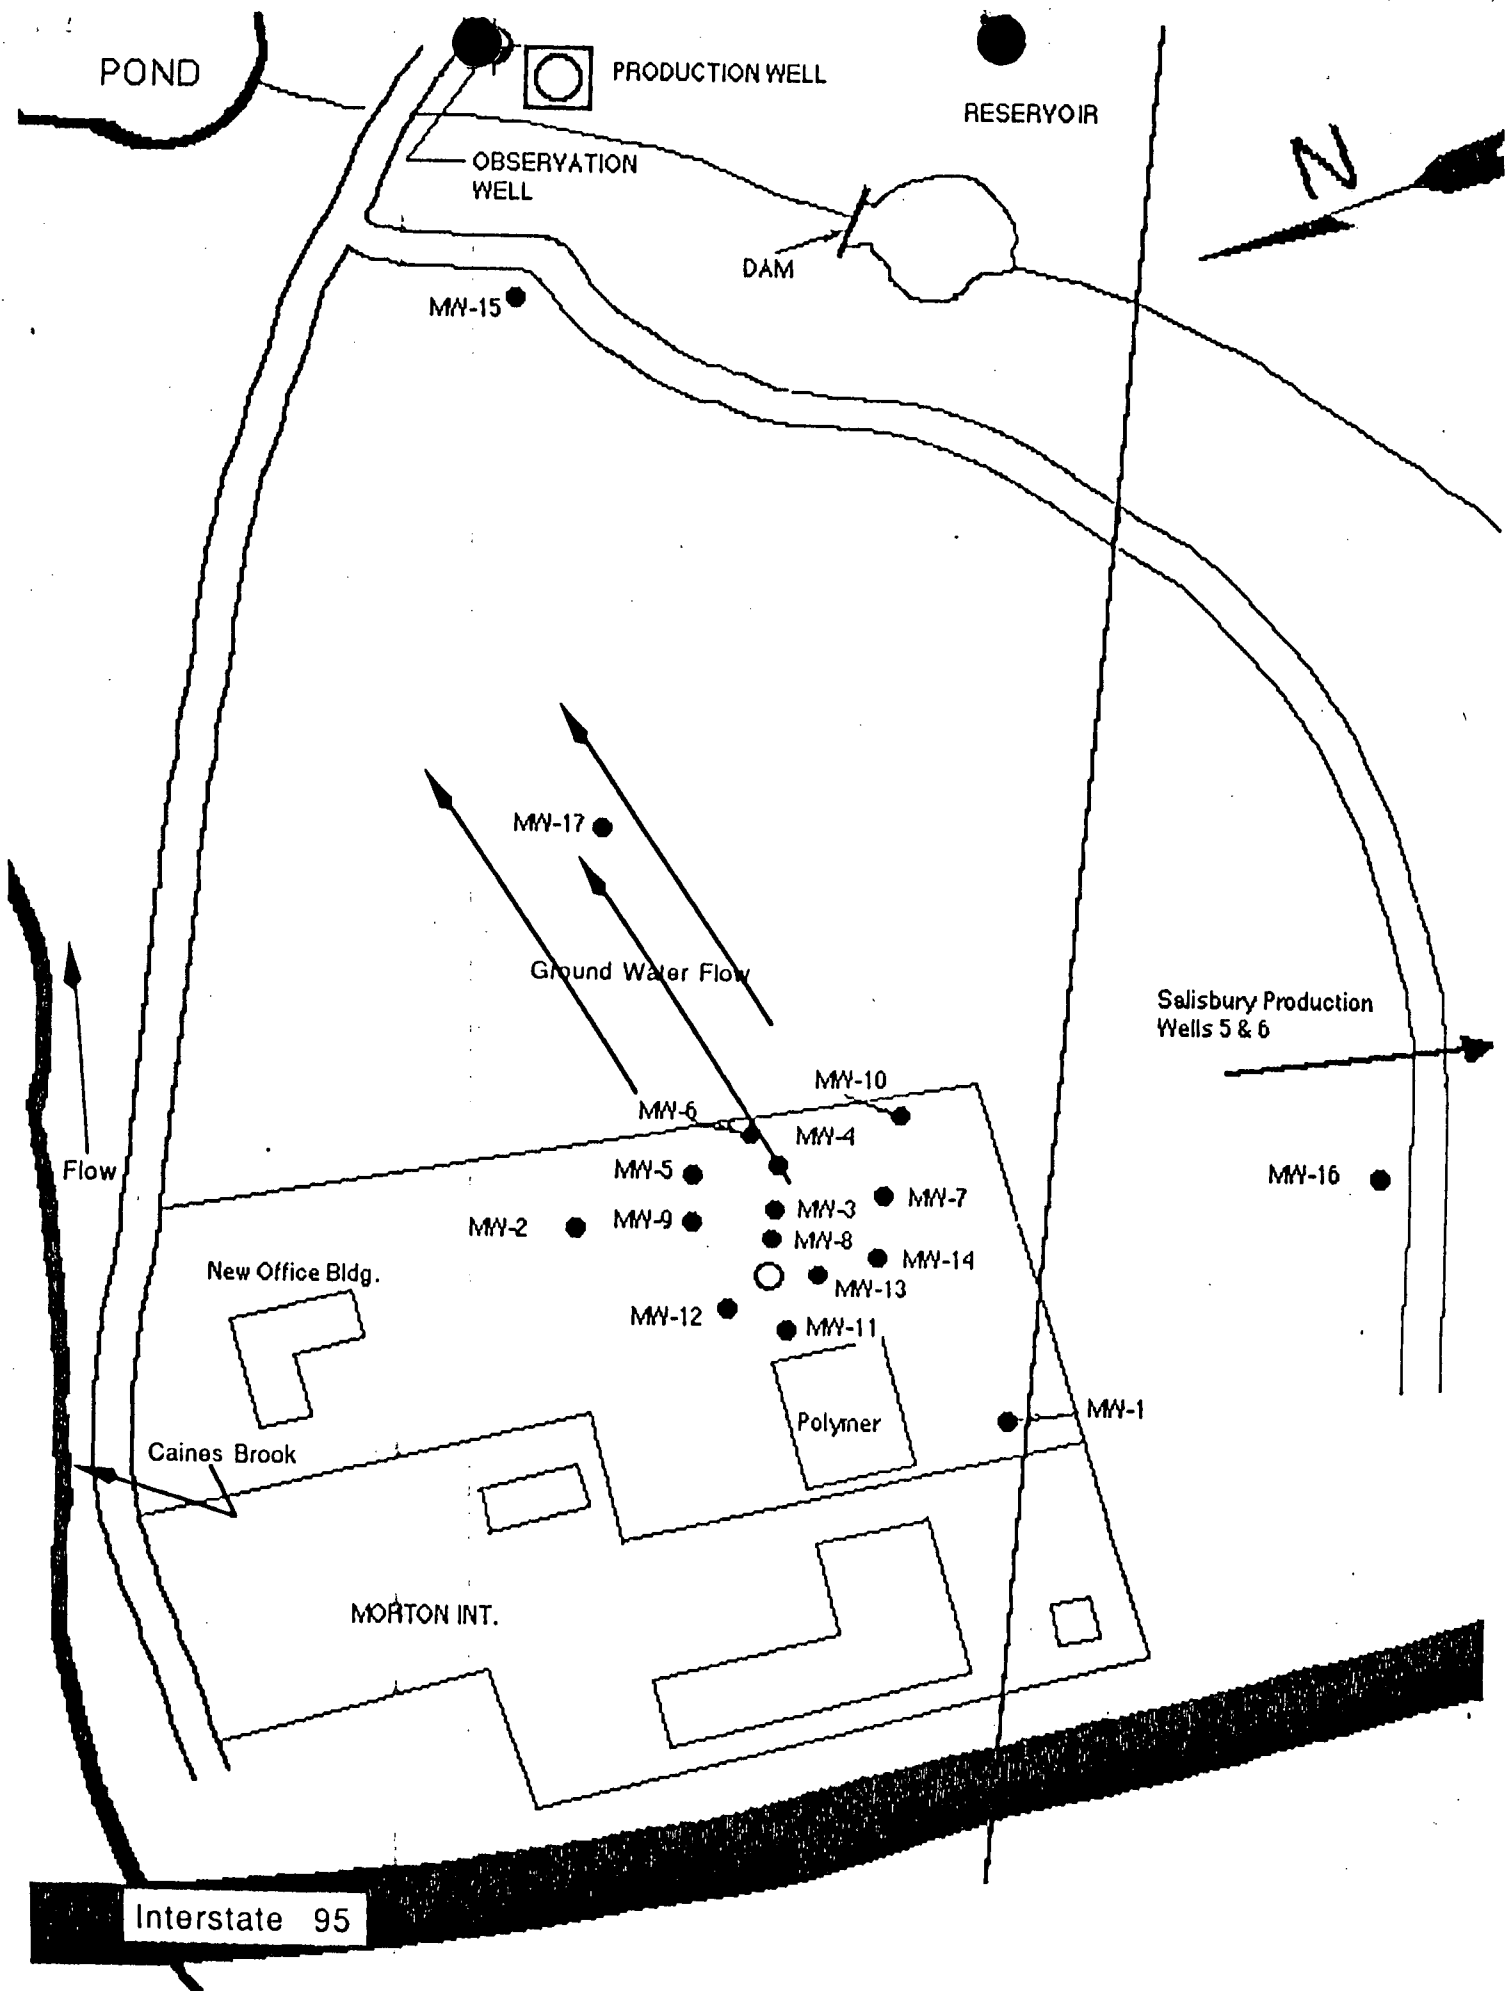 POND
PRODUCTION WELL
RESERVOIR
N
OBSERVATION
WELL
DAM
MW-15
MW-17
Ground Water Flow
Salisbury Production
Wells 5 & 6
MW-10
MW-6
MW-4
Flow
MW-5
MW-16
MW-7
MW-3
MW-9
MW-2
MW-8
MW-14
New Office Bldg.
MW-13
MW-12
MW-11
MW-1
Polymer
Caines Brook
MORTON INT.
Interstate 95